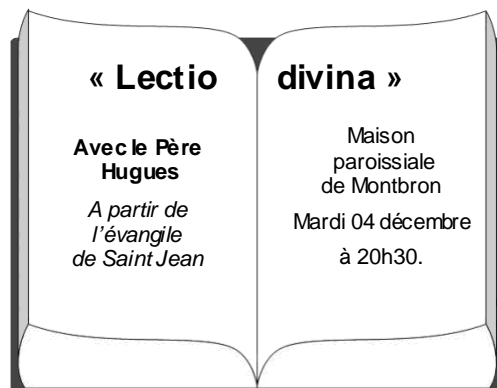 « Lectio divina »
Avec le Père
Hugues
A partir de
l’évangile
de Saint Jean
Maison
paroissiale
de Montbron
Mardi 04 décembre
à 20h30.